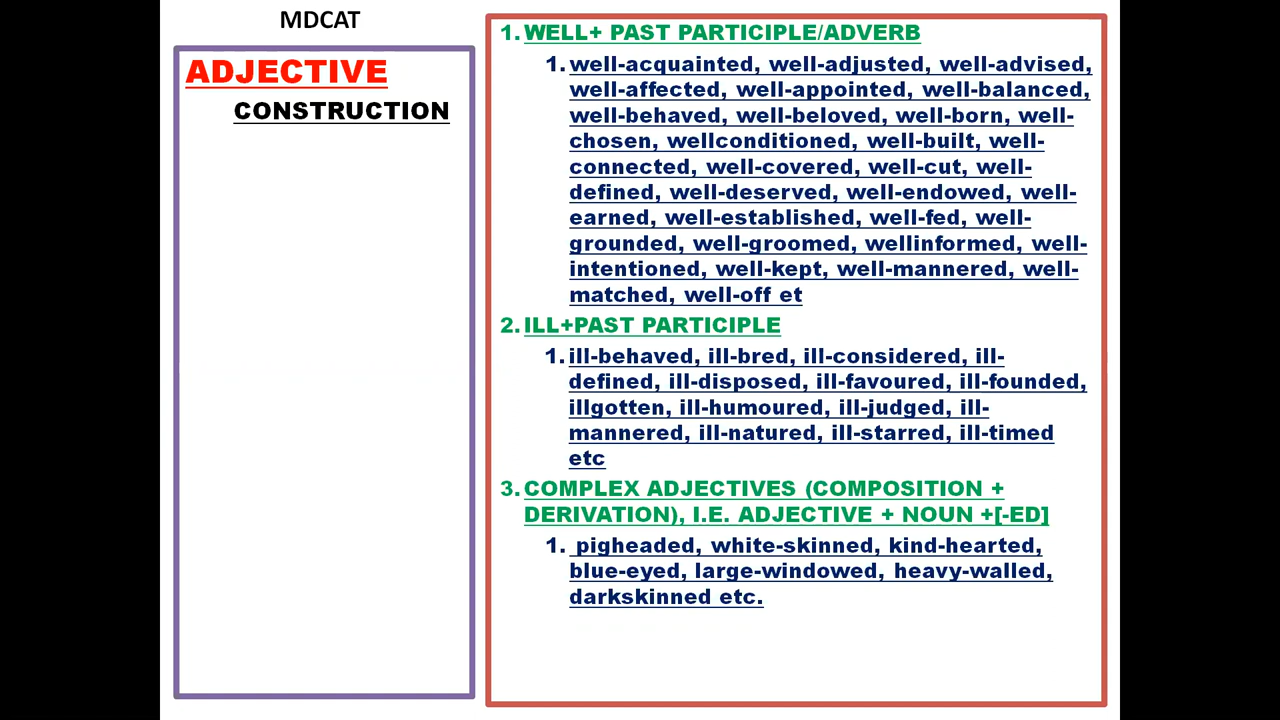 MDCAT
ADJECTIVE
CONSTRUCTION
1. WELL+ PAST PARTICIPLE/ADVERB
1. well-acquainted, well-adjusted, well-advised,
well-affected, well-appointed, well-balanced,
well-behaved, well-beloved, well-born, well-
chosen, wellconditioned, well-built, well-
connected, well-covered, well-cut, well-
defined, well-deserved, well-endowed, well-
earned, well-established, well-fed, well-
grounded, well-groomed, wellinformed, well-
intentioned, well-kept, well-mannered, well-
matched, well-off et
2. ILL+PAST PARTICIPLE
1. ill-behaved, ill-bred, ill-considered, ill-
defined, ill-disposed, ill-favoured, ill-founded,
illgotten, ill-humoured, ill-judged, ill-
mannered, ill-natured, ill-starred, ill-timed
etc
3. COMPLEX ADJECTIVES (COMPOSITION +
DERIVATION), I.E. ADJECTIVE + NOUN +[-ED]
1. pigheaded, white-skinned, kind-hearted,
blue-eyed, large-windowed, heavy-walled,
darkskinned etc.